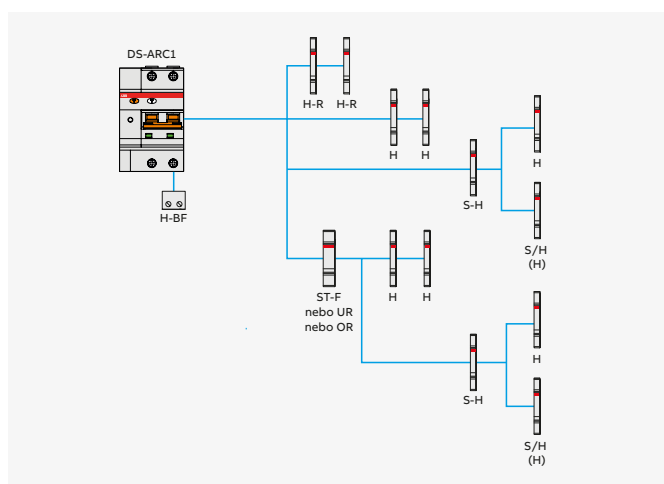 DS-ARC1
H-R
H-R
H
H
H
S-H
H-BF
S/H
(H)
ST-F
nebo UR
nebo OR
H
H
H
S-H
S/H
(H)